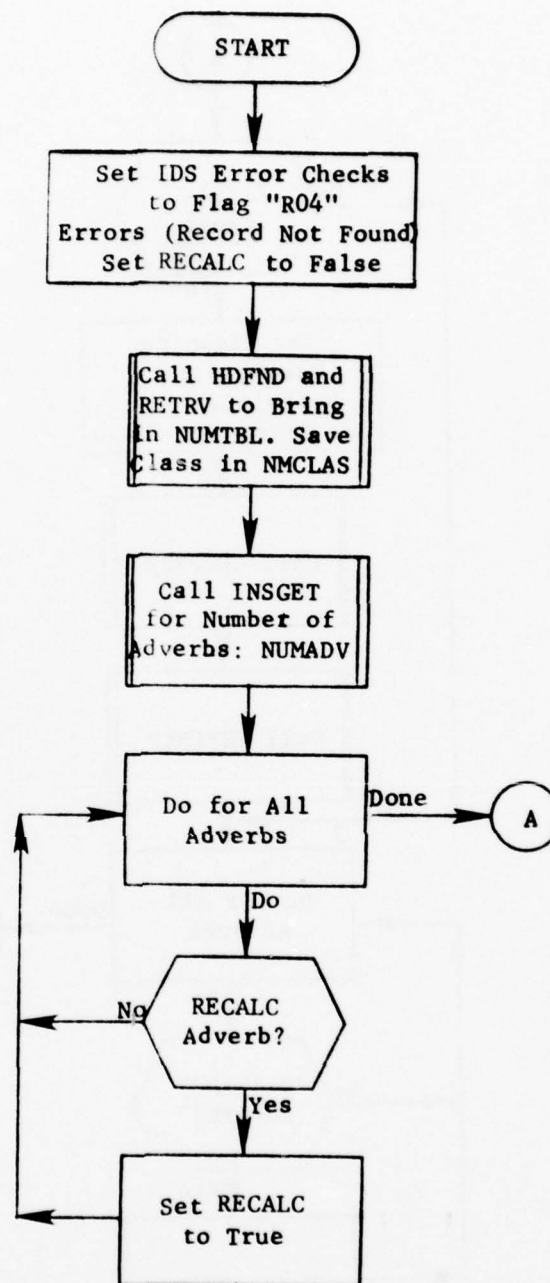 START
Set IDS Error Checks
to Flag "R04"
Errors (Record Not Found)
Set RECALC to False
Call HDFND and
RETRV to Bring
in NUMTBL. Save
Class in NMCLAS
Call INSGET
for Number of
Adverbs: NUMADV
Do for All
Adverbs
Done
A
Do
RECALC
Adverb?
No
Yes
Set RECALC
to True